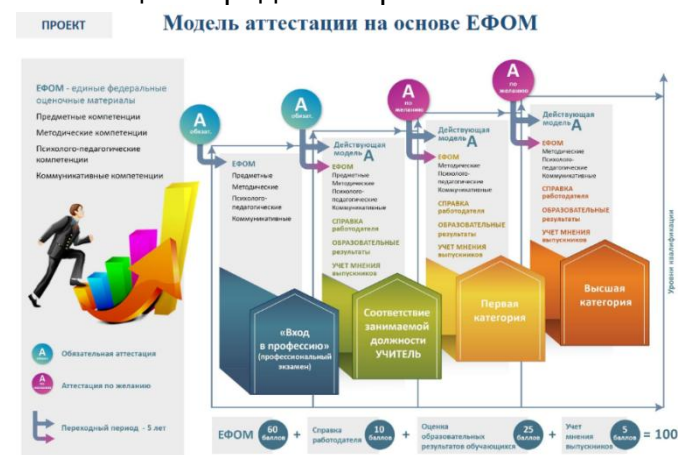 ПРОЕКТ
Модель аттестации на основе ЕФОМ
ЕФОМ - единые федеральные
оценочные материалы
Предметные компетенции
Методические компетенции
Психолого-педагогические
компетенции
Коммуникативные компетенции
А
Обязательная аттестация
А
Аттестация по желанию
Переходный период - 5 лет
А
обязат.
ЕФОМ
Предметные
Методические
Психолого-
педагогические
Коммуникативные
«Вход
в профессию»
(профессиональный
экзамен)
А
обязат.
Действующая
модель А
ЕФОМ
Предметные
Методические
Психолого-
педагогические
Коммуникативные
СПРАВКА
работодателя
ОБРАЗОВАТЕЛЬНЫЕ
результаты
УЧЕТ МНЕНИЯ
выпускников
Соответствие
занимаемой
должности
УЧИТЕЛЬ
А
по
желанию
Действующая
модель А
ЕФОМ
Методические
Психолого-
педагогические
Коммуникативные
СПРАВКА
работодателя
ОБРАЗОВАТЕЛЬНЫЕ
результаты
УЧЕТ МНЕНИЯ
выпускников
Первая
категория
А
по
желанию
Действующая
модель А
ЕФОМ
Методические
Психолого-
педагогические
Коммуникативные
СПРАВКА
работодателя
ОБРАЗОВАТЕЛЬНЫЕ
результаты
УЧЕТ МНЕНИЯ
выпускников
Высшая
категория
Уровни квалификации
ЕФОМ 60 баллов + Справка работодателя 10 баллов + Оценка образовательных результатов обучающихся 25 баллов + Учет мнения выпускников 5 баллов = 100